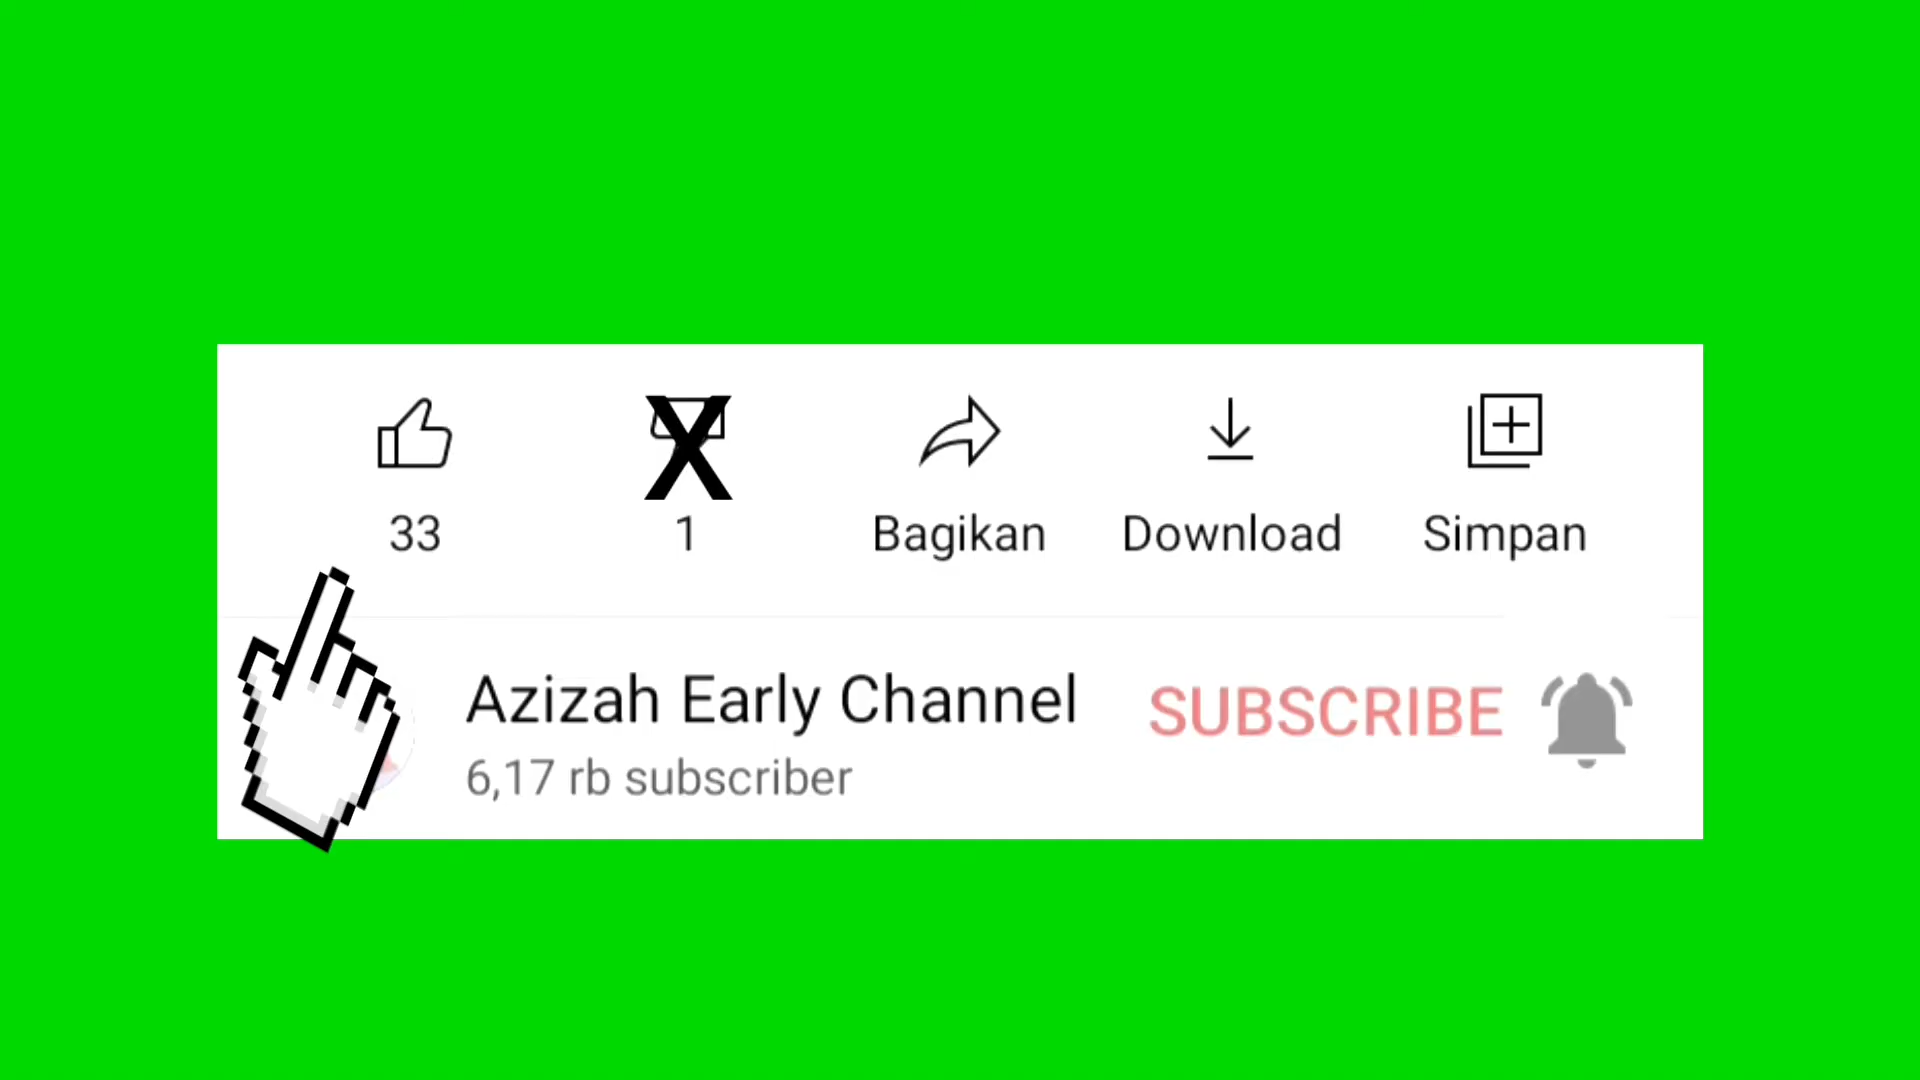 X
33 1 Bagikan Download Simpan
Azizah Early Channel SUBSCRIBE
6,17 rb subscriber